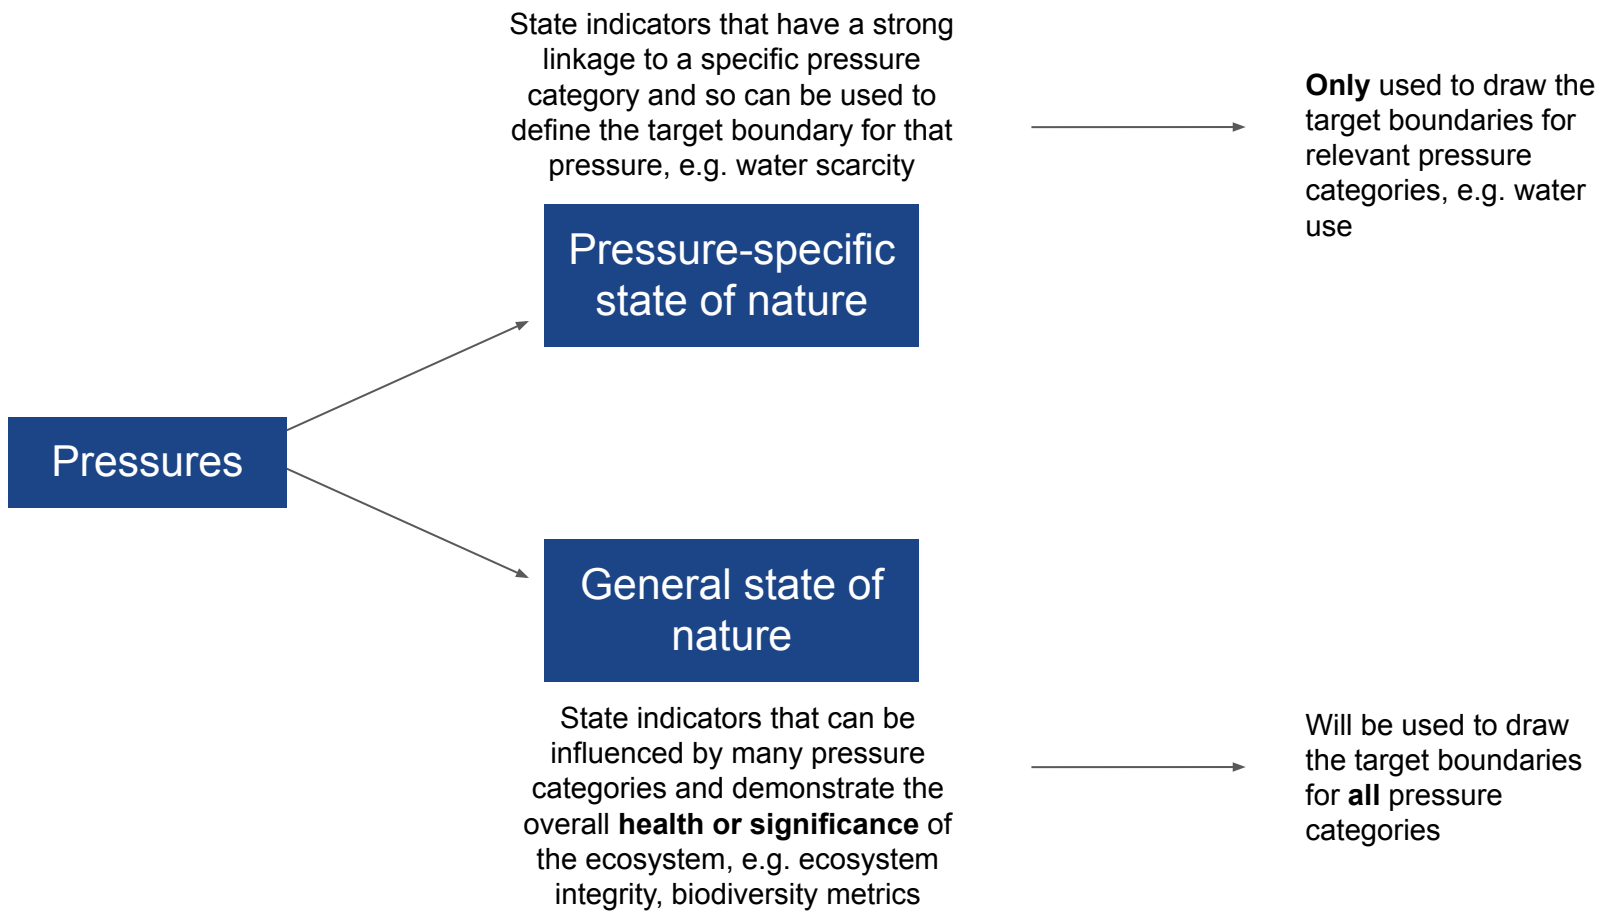 State indicators that have a strong
linkage to a specific pressure
category and so can be used to
define the target boundary for that
pressure, e.g. water scarcity
Only used to draw the
target boundaries for
relevant pressure
categories, e.g. water
use
Pressure-specific
state of nature
Pressures
General state of
nature
State indicators that can be
influenced by many pressure
categories and demonstrate the
overall health or significance of
the ecosystem, e.g. ecosystem
integrity, biodiversity metrics
Will be used to draw
the target boundaries
for all pressure
categories